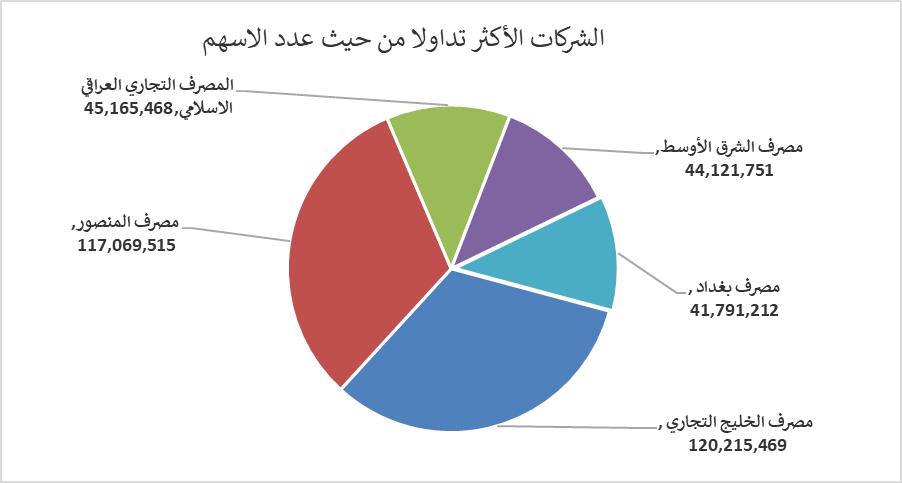 الشركات الأكثر تداولا من حيث عدد الاسهم
المصرف التجاري العراقي
الاسلامي, 45,165,468
مصرف الشرق الأوسط,
44,121,751
مصرف المنصور,
117,069,515
مصرف بغداد ,
41,791,212
مصرف الخليج التجاري ,
120,215,469